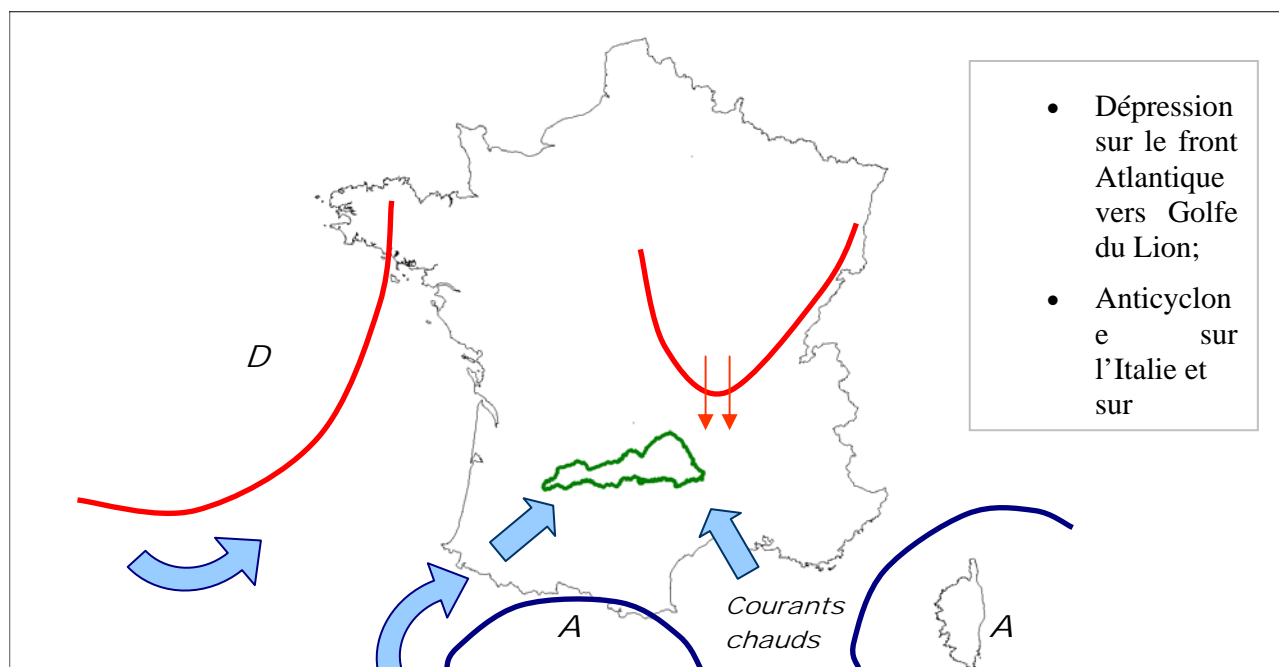 • Dépression
sur le front
Atlantique
vers Golfe
du Lion;
• Anticyclon
e sur
l'Italie et
sur
D
Courants
chauds
A
A